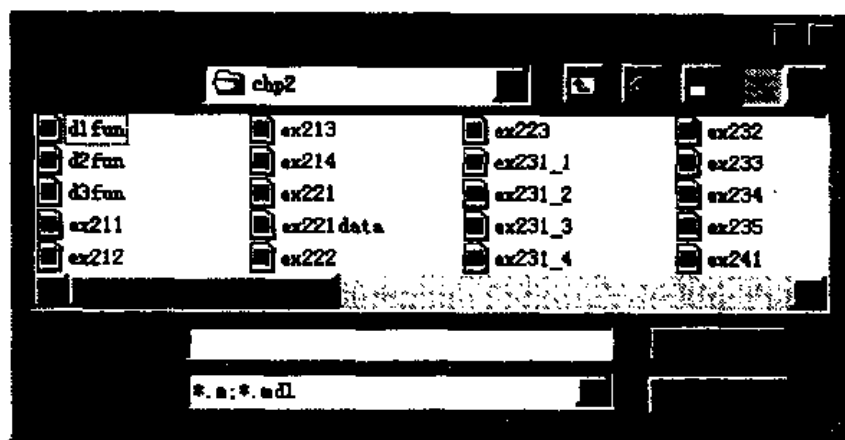 chp2
d1fun ex213 ex223 ex232
d2fun ex214 ex231_1 ex233
d3fun ex221 ex231_2 ex234
ex211 ex221data ex231_3 ex235
ex212 ex222 ex231_4 ex241
*.m;*.mdl